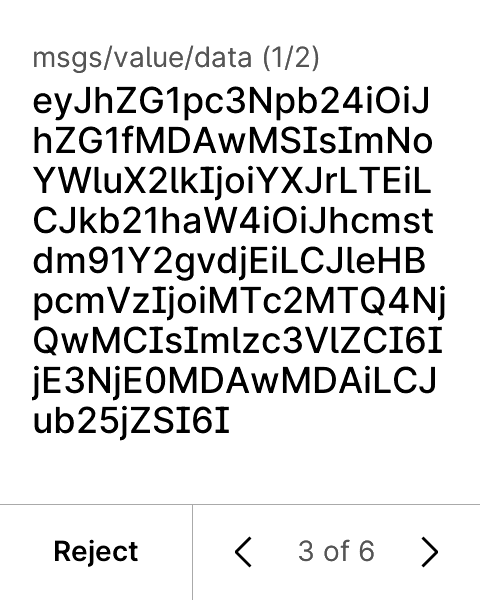 msgs/value/data (1/2)
eyJhZG1pc3Npb24iOiJ
hZG1fMDAwMSIsImNo
YWluX2lkIjoiYXJrLTEiL
CJkb21haW4iOiJhcmst
dm91Y2gvdjEiLCJleHB
pcmVzIjoiMTc2MTQ4Nj
QwMCIsImlzc3VlZCI6I
jE3NjE0MDAwMDAiLCJ
ub25jZSI6I
Reject
3 of 6